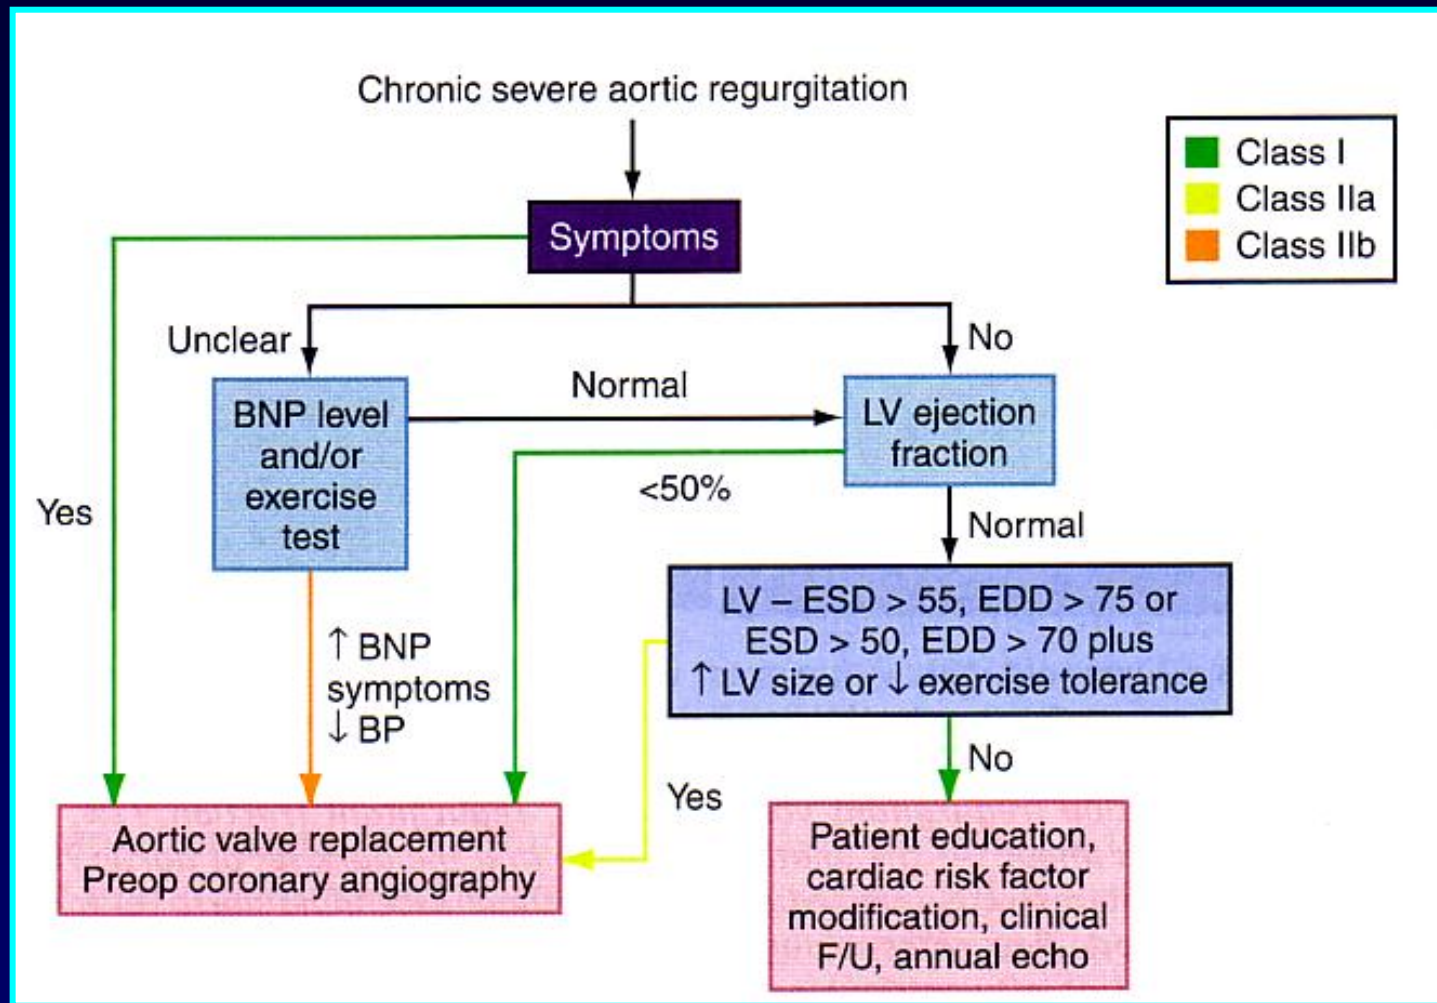 Chronic severe aortic regurgitation
Class I
Class IIa
Class IIb
Symptoms
Unclear
No
Normal
BNP level
and/or
exercise
test
LV ejection
fraction
Yes
<50%
Normal
LV – ESD > 55, EDD > 75 or
ESD > 50, EDD > 70 plus
↑ LV size or ↓ exercise tolerance
↑ BNP
symptoms
↓ BP
No
Yes
Aortic valve replacement
Preop coronary angiography
Patient education,
cardiac risk factor
modification, clinical
F/U, annual echo